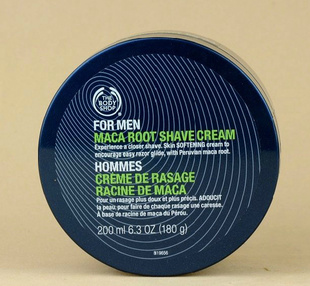 THE
BODY
SHOP
FOR MEN
MACA ROOT SHAVE CREAM
Experience a closer shave. Skin SOFTENING cream to
encourage easy razor glide, with Peruvian maca root.
HOMMES
CRÈME DE RASAGE
RACINE DE MACA
Pour un rasage plus doux et plus précis. ADOUCIT
la peau pour faire de chaque rasage une caresse.
À base de racine de maca du Pérou.
200 ml 6.3 OZ (180 g)